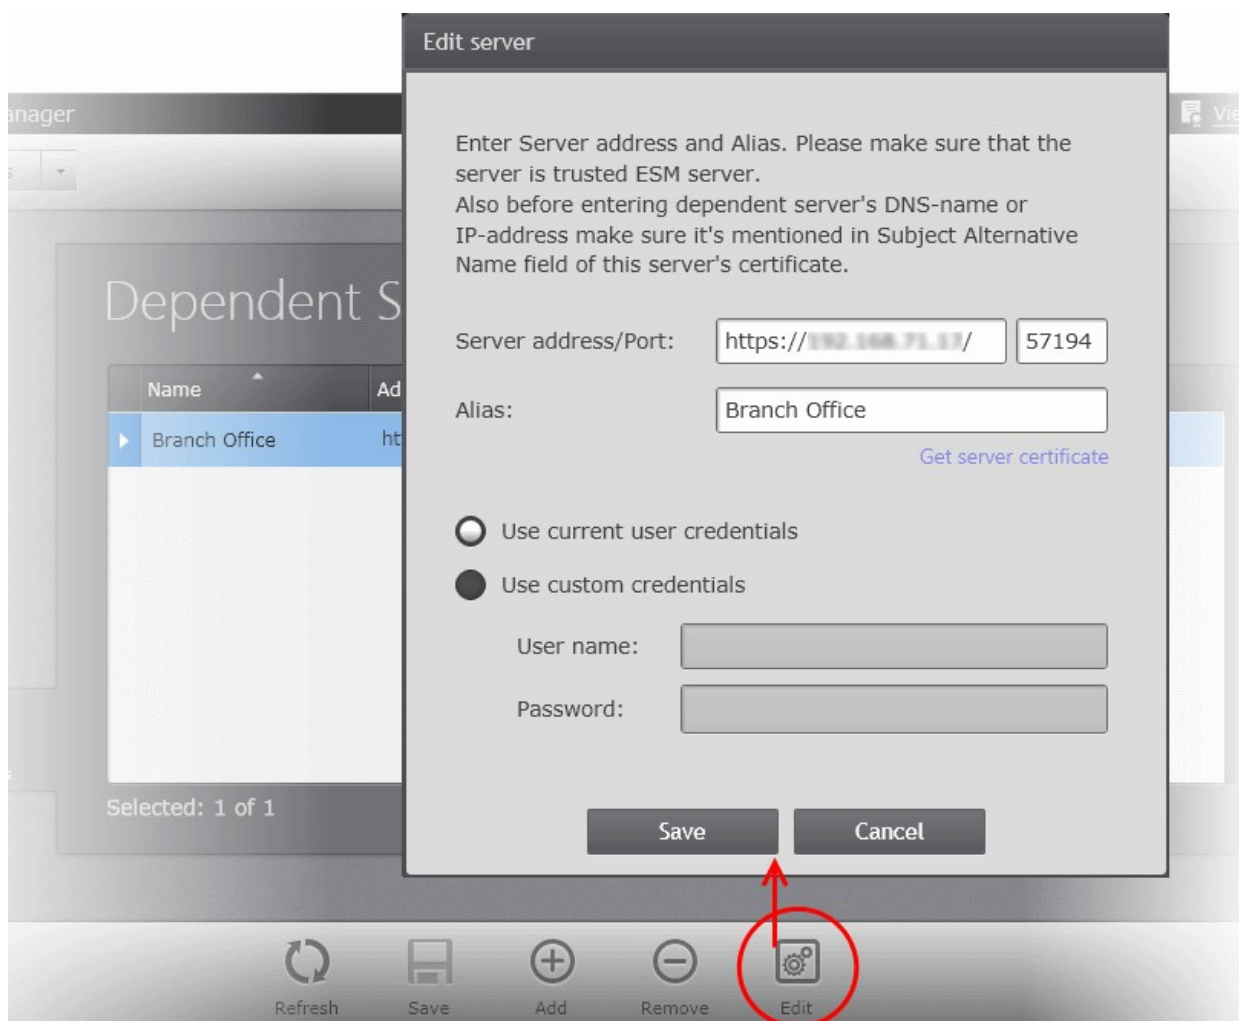 Edit server
anager
Vie
s
Enter Server address and Alias. Please make sure that the
server is trusted ESM server.
Also before entering dependent server's DNS-name or
IP-address make sure it's mentioned in Subject Alternative
Name field of this server's certificate.
Dependent S
Server address/Port: https:// / 57194
Name Ad
Alias: Branch Office
Branch Office ht
Get server certificate
Use current user credentials
Use custom credentials
User name:
Password:
Selected: 1 of 1
Save Cancel
Refresh Save Add Remove Edit